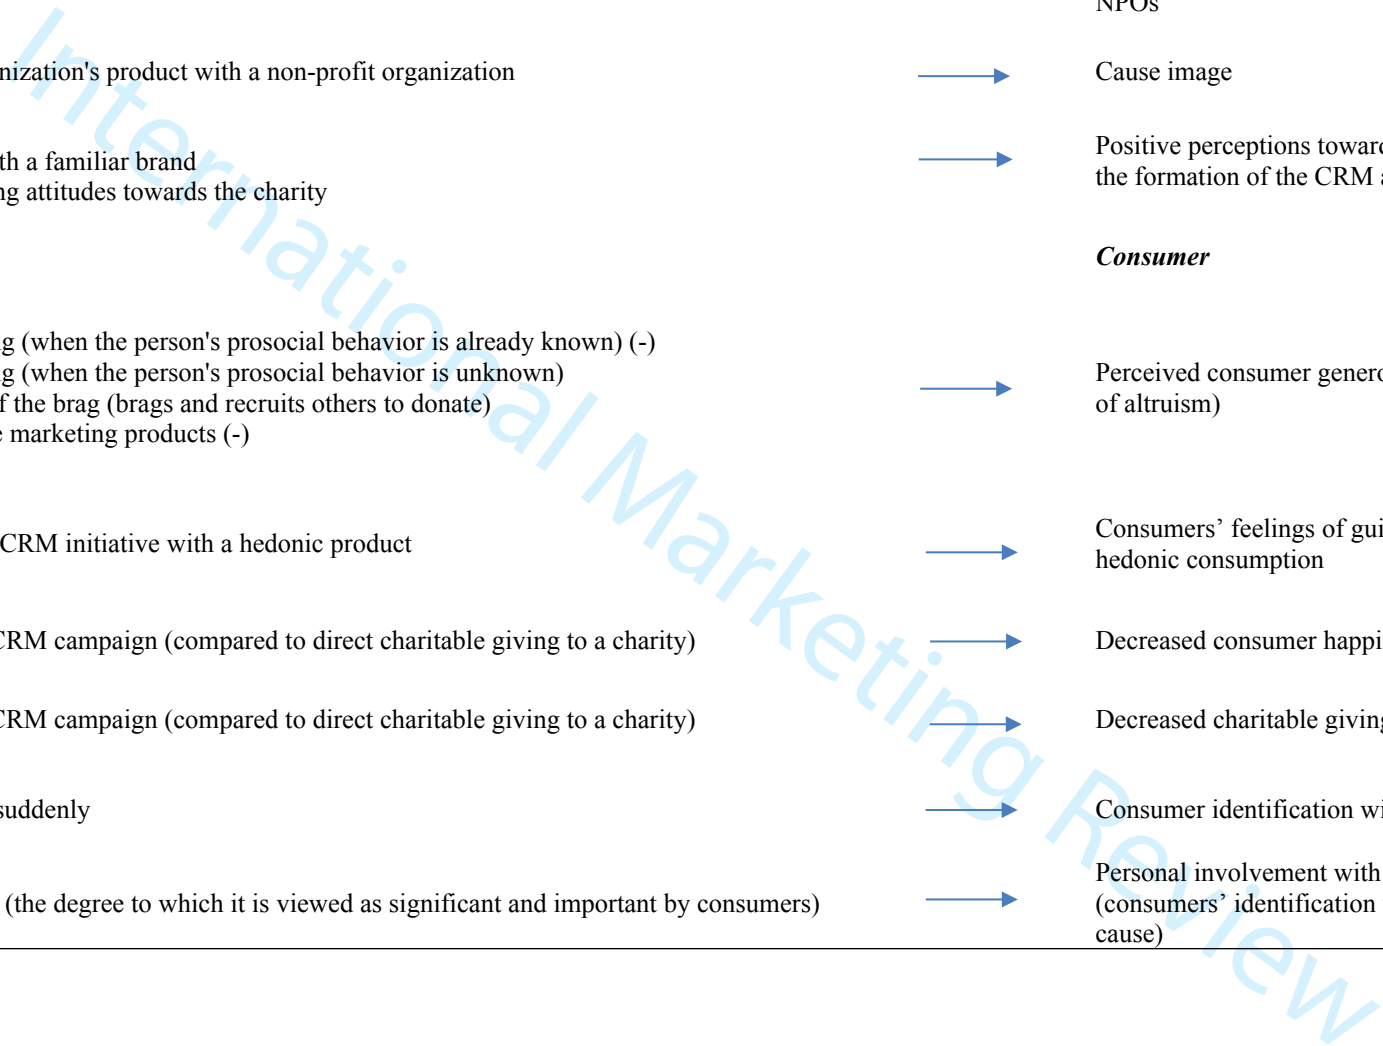 NPOs
nization's product with a non-profit organization
Cause image
th a familiar brand
ng attitudes towards the charity
Positive perceptions toward
the formation of the CRM a
Consumer
g (when the person's prosocial behavior is already known) (-)
g (when the person's prosocial behavior is unknown)
f the brag (brags and recruits others to donate)
e marketing products (-)
Perceived consumer genero
of altruism)
CRM initiative with a hedonic product
Consumers’ feelings of gui
hedonic consumption
CRM campaign (compared to direct charitable giving to a charity)
Decreased consumer happi
CRM campaign (compared to direct charitable giving to a charity)
Decreased charitable giving
suddenly
Consumer identification wi
(the degree to which it is viewed as significant and important by consumers)
Personal involvement with
(consumers’ identification
cause)
International Marketing Review